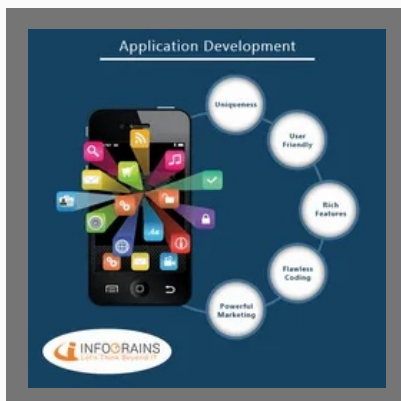 Application Development
Uniqueness
User
Friendly
Rich
Features
Flawless
Coding
Powerful
Marketing
INFOGRAINS
Let's Think Beyond IT